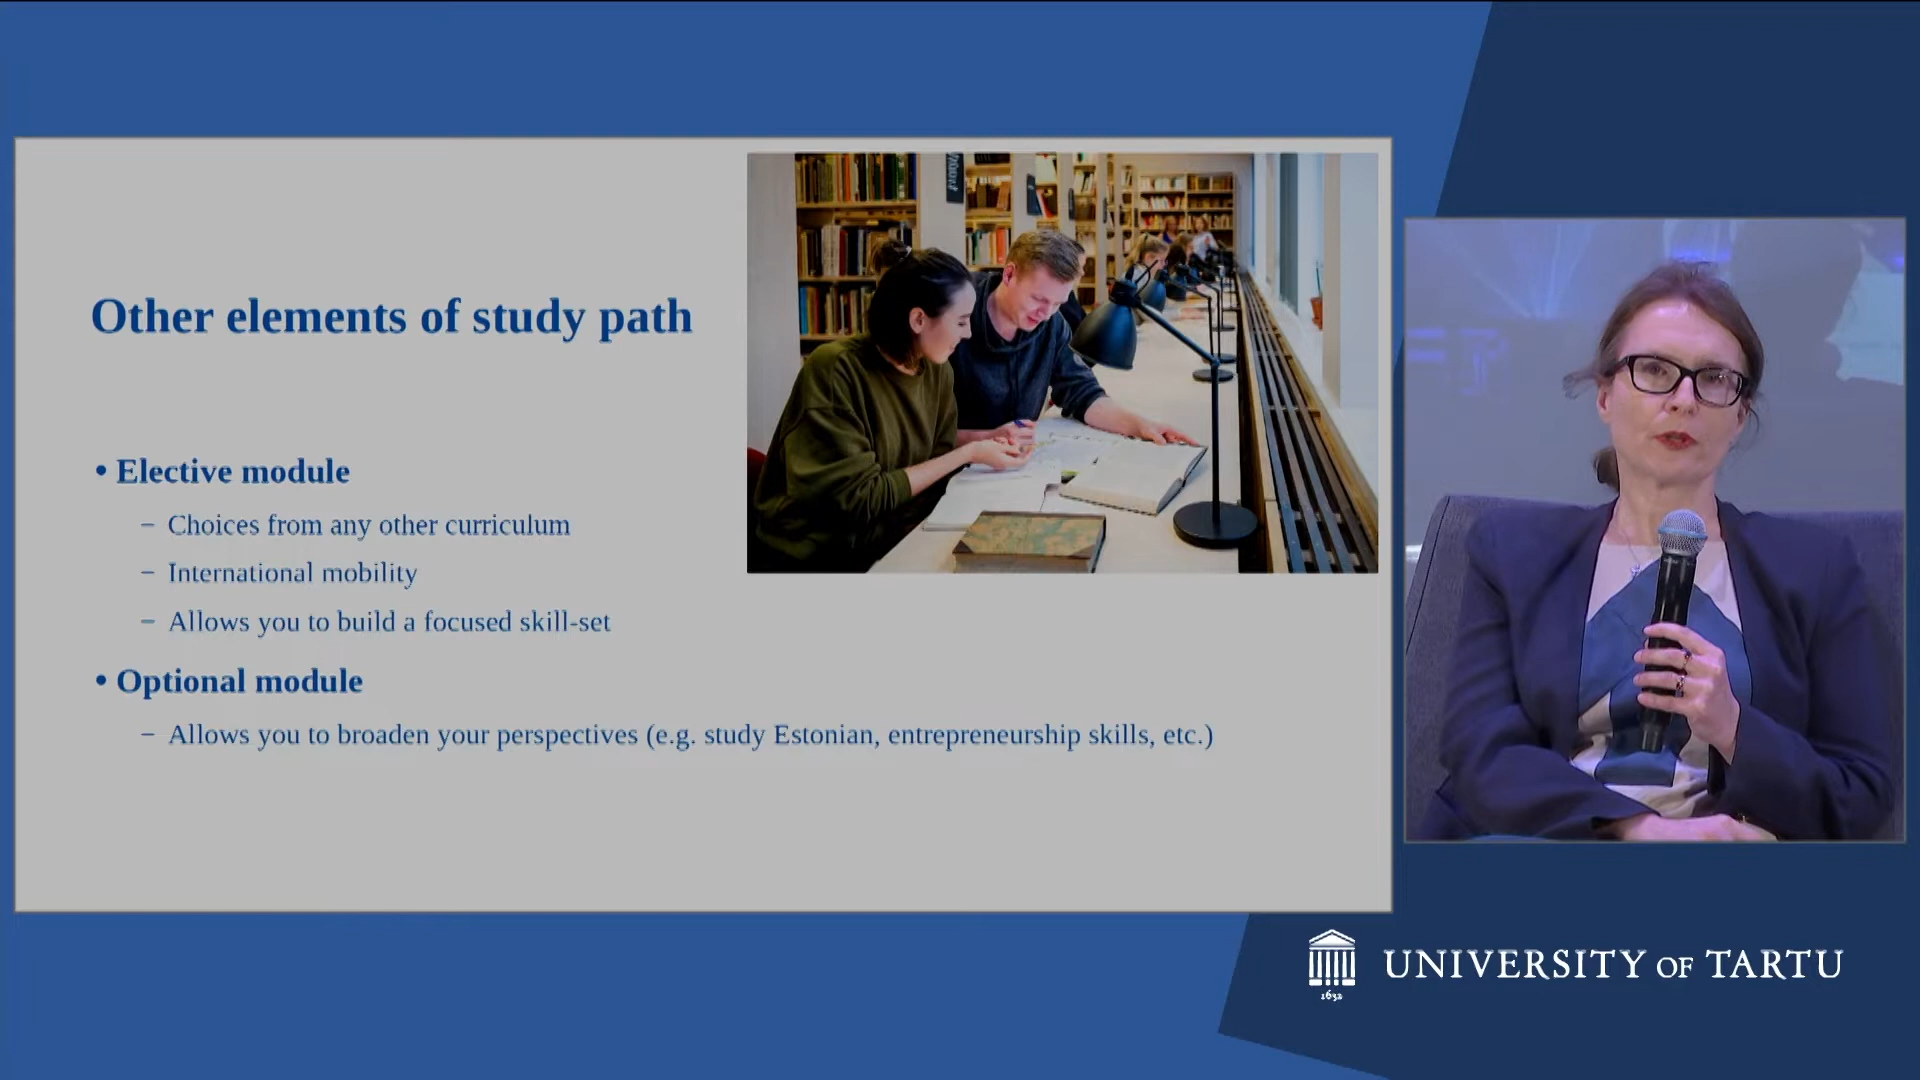 Other elements of study path
• Elective module
– Choices from any other curriculum
– International mobility
– Allows you to build a focused skill-set
• Optional module
– Allows you to broaden your perspectives (e.g. study Estonian, entrepreneurship skills, etc.)
UNIVERSITY OF TARTU
1632